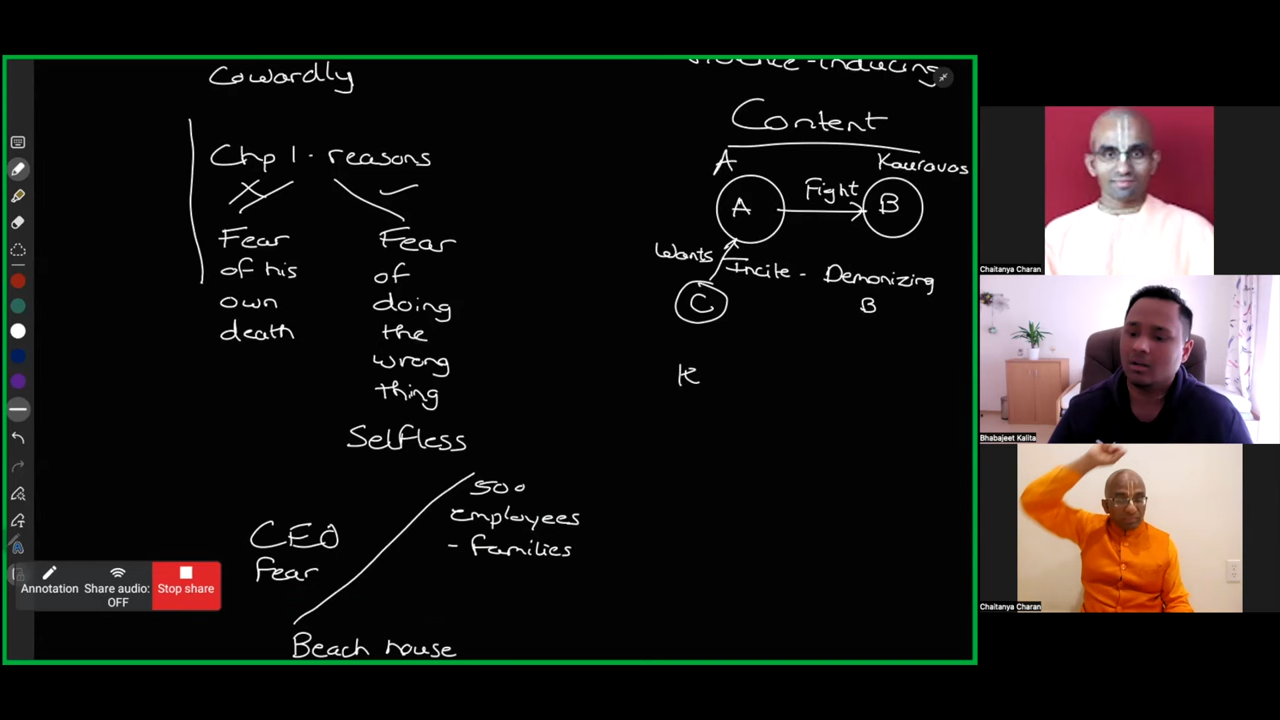 Cowardly
Chp 1 - reasons
Fear
of his
own
death
Fear
of
doing
the
wrong
thing
Selfless
CEO
fear
500
employees
- families
Beach house
-inducing
Content
A
Kauravos
A
Fight
B
Wants
Incite - Demonizing
B
C
K
Annotation
Share audio:
OFF
Stop share
Chaitanya Charan
Bhabajeet Kalita
Chaitanya Charan